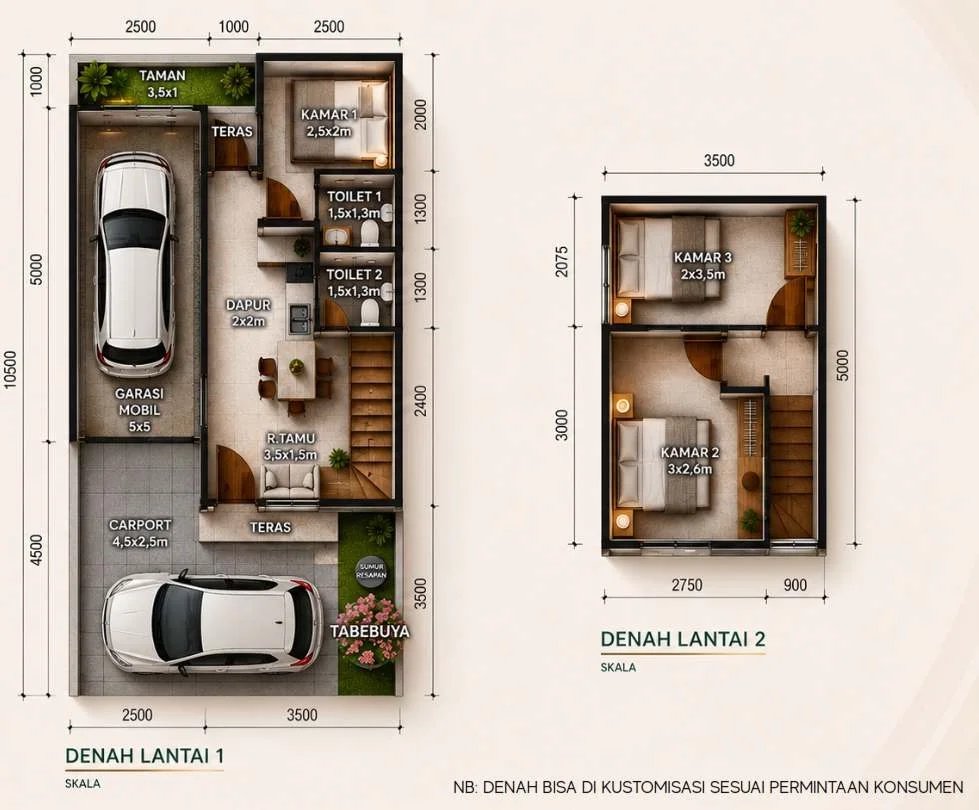 2500
1000
2500
1000
5000
10500
4500
2000
1300
1300
2400
3500
2500
3500
TAMAN
3,5x1
TERAS
KAMAR 1
2,5x2m
TOILET 1
1,5x1,3m
TOILET 2
1,5x1,3m
DAPUR
2x2m
GARASI
MOBIL
5x5
R.TAMU
3,5x1,5m
CARPORT
4,5x2,5m
TERAS
SUMUR
RESAPAN
TABEBUYA
DENAH LANTAI 1
SKALA
3500
2075
3000
5000
KAMAR 3
2x3,5m
KAMAR 2
3x2,6m
2750
900
DENAH LANTAI 2
SKALA
NB: DENAH BISA DI KUSTOMISASI SESUAI PERMINTAAN KONSUMEN